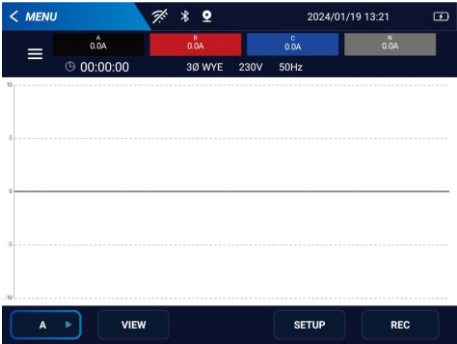 < MENU 2024/01/19 13:21
A B C N
0.0A 0.0A 0.0A 0.0A
00:00:00 3Ø WYE 230V 50Hz
10
5
0
-5
-10
A VIEW SETUP REC